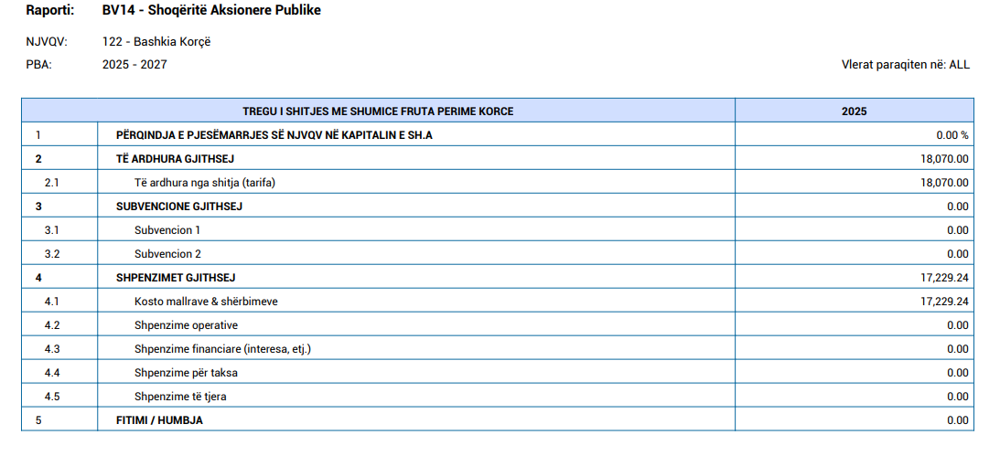 Raporti: BV14 - Shoqëritë Aksionere Publike
NJVQV: 122 - Bashkia Korçë
PBA: 2025 - 2027 Vlerat paraqiten në: ALL
TREGU I SHITJES ME SHUMICE FRUTA PERIME KORCE 2025
1 PËRQINDJA E PJESËMARRJES SË NJVQV NË KAPITALIN E SH.A 0.00 %
2 TË ARDHURA GJITHSEJ 18,070.00
2.1 Të ardhura nga shitja (tarifa) 18,070.00
3 SUBVENCIONE GJITHSEJ 0.00
3.1 Subvencion 1 0.00
3.2 Subvencion 2 0.00
4 SHPENZIMET GJITHSEJ 17,229.24
4.1 Kosto mallrave & shërbimeve 17,229.24
4.2 Shpenzime operative 0.00
4.3 Shpenzime financiare (interesa, etj.) 0.00
4.4 Shpenzime për taksa 0.00
4.5 Shpenzime të tjera 0.00
5 FITIMI / HUMBJA 0.00